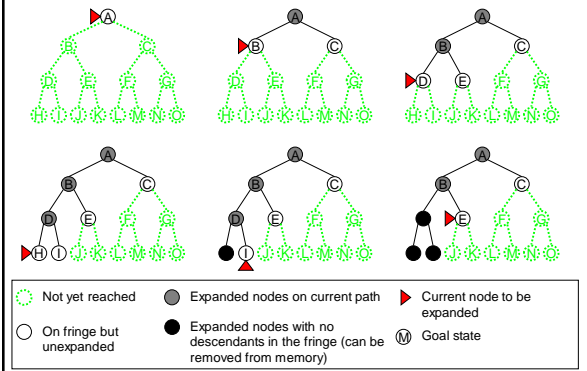 A
B C
D E F G
H I J K L M N O
A
B C
D E F G
H I J K L M N O
A
B C
D E F G
H I J K L M N O
A
B C
D E F G
H I J K L M N O
A
B C
D E F G
I J K L M N O
A
B C
E F G
J K L M N O
Not yet reached
Expanded nodes on current path
Current node to be
expanded
On fringe but
unexpanded
Expanded nodes with no
descendants in the fringe (can be
removed from memory)
M Goal state